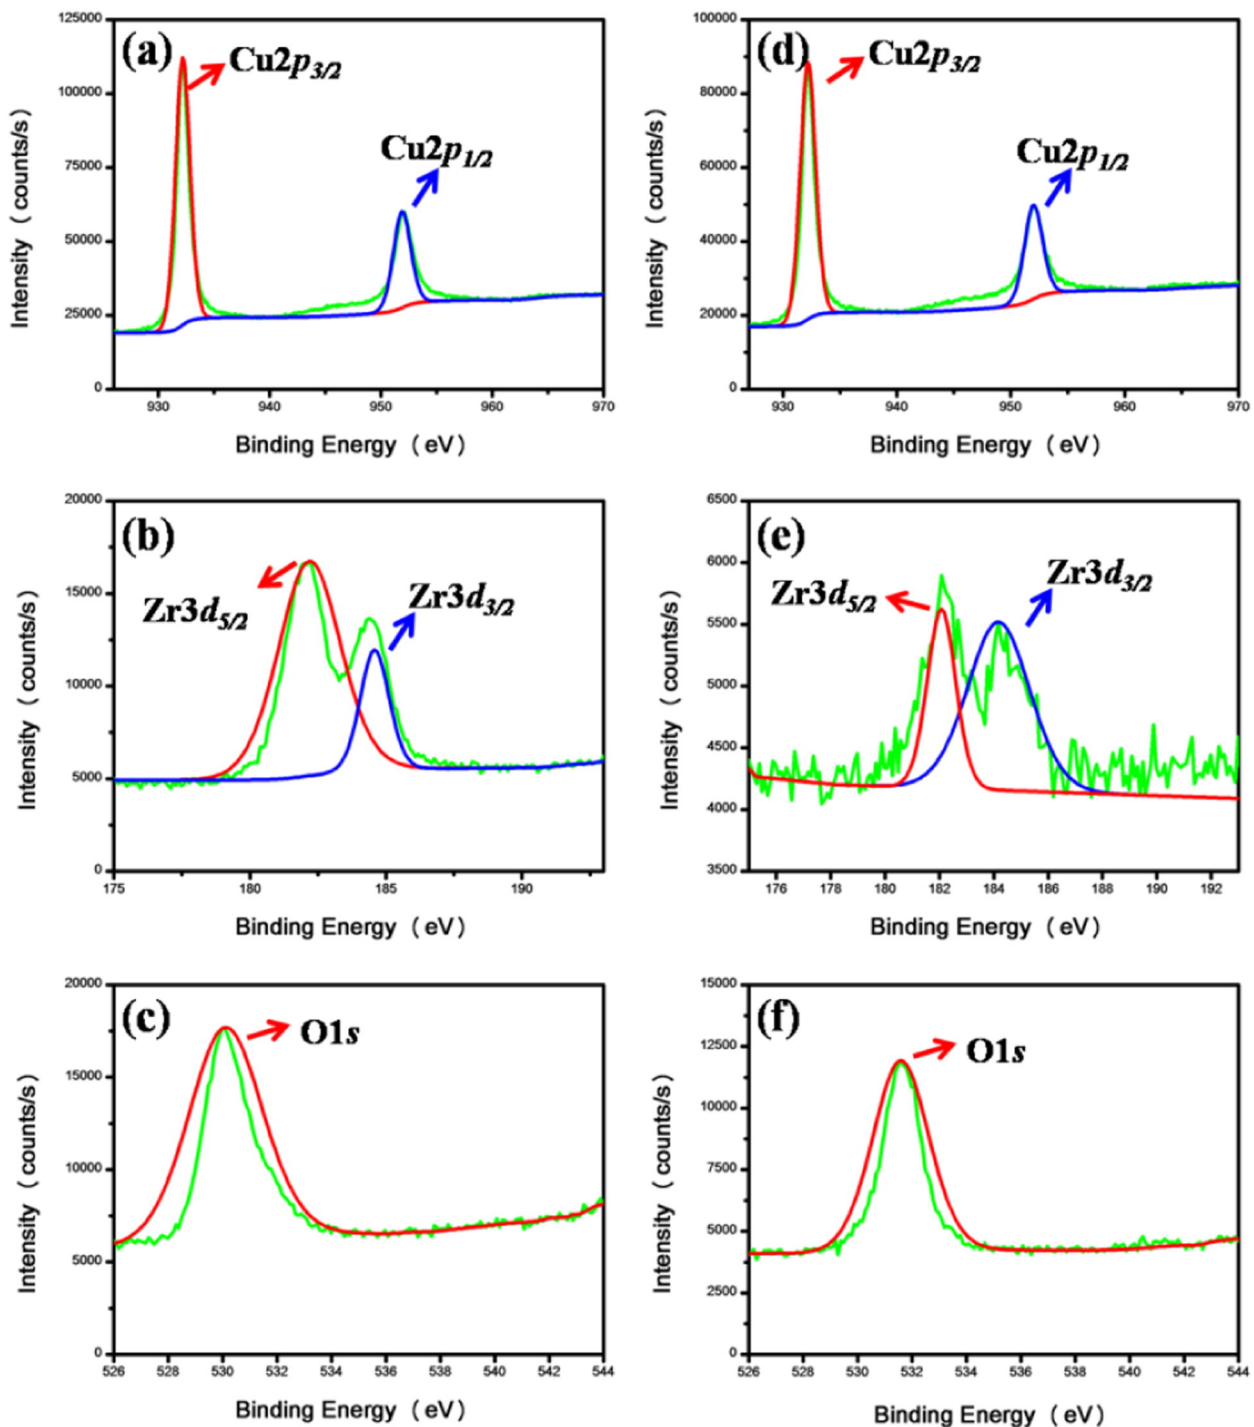 (a)
Cu2p3/2
Cu2p1/2
125000
100000
75000
50000
25000
0
930
940
950
960
970
Intensity ( counts/s)
Binding Energy ( eV)
(d)
Cu2p3/2
Cu2p1/2
100000
80000
60000
40000
20000
0
930
940
950
960
970
Intensity ( counts/s)
Binding Energy ( eV)
(b)
Zr3d5/2
Zr3d3/2
20000
15000
10000
5000
0
175
180
185
190
Intensity ( counts/s)
Binding Energy ( eV)
(e)
Zr3d5/2
Zr3d3/2
6500
6000
5500
5000
4500
4000
3500
176
178
180
182
184
186
188
190
192
Intensity ( counts/s)
Binding Energy ( eV)
(c)
O1s
20000
15000
10000
5000
0
526
528
530
532
534
536
538
540
542
544
Intensity ( counts/s)
Binding Energy ( eV)
(f)
O1s
15000
12500
10000
7500
5000
2500
0
526
528
530
532
534
536
538
540
542
544
Intensity ( counts/s)
Binding Energy ( eV)